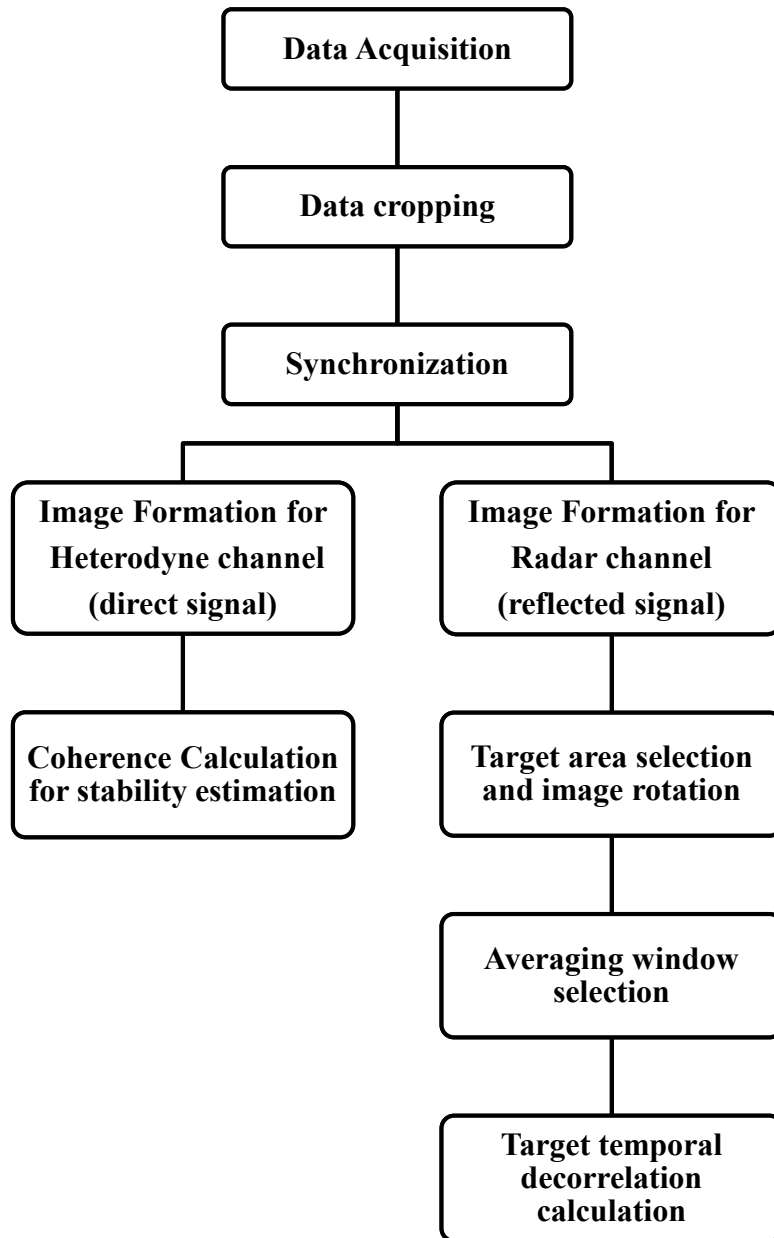 Data Acquisition
Data cropping
Synchronization
Image Formation for
Heterodyne channel
(direct signal)
Image Formation for
Radar channel
(reflected signal)
Coherence Calculation
for stability estimation
Target area selection
and image rotation
Averaging window
selection
Target temporal
decorrelation
calculation